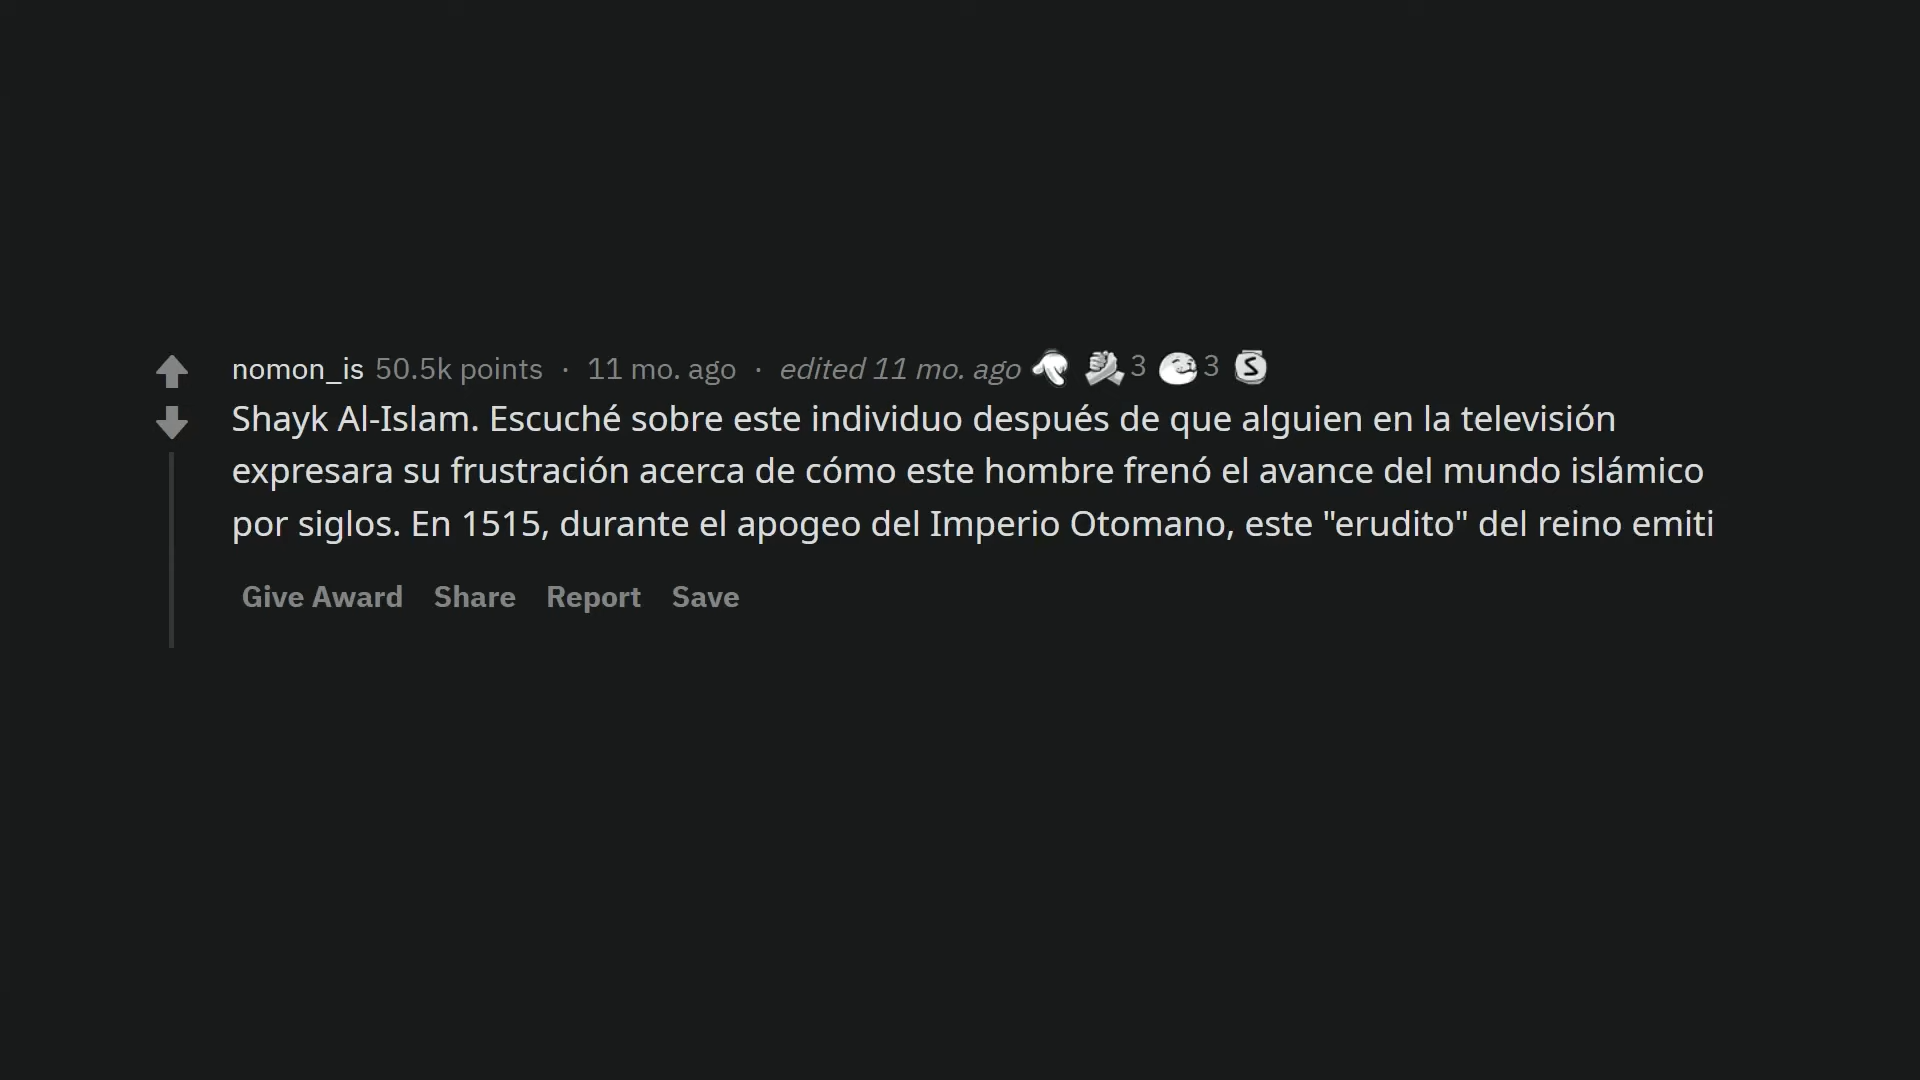 nomon_is 50.5k points · 11 mo. ago · edited 11 mo. ago 3 3 S
Shayk Al-Islam. Escuché sobre este individuo después de que alguien en la televisión
expresara su frustración acerca de cómo este hombre frenó el avance del mundo islámico
por siglos. En 1515, durante el apogeo del Imperio Otomano, este "erudito" del reino emiti
Give Award Share Report Save